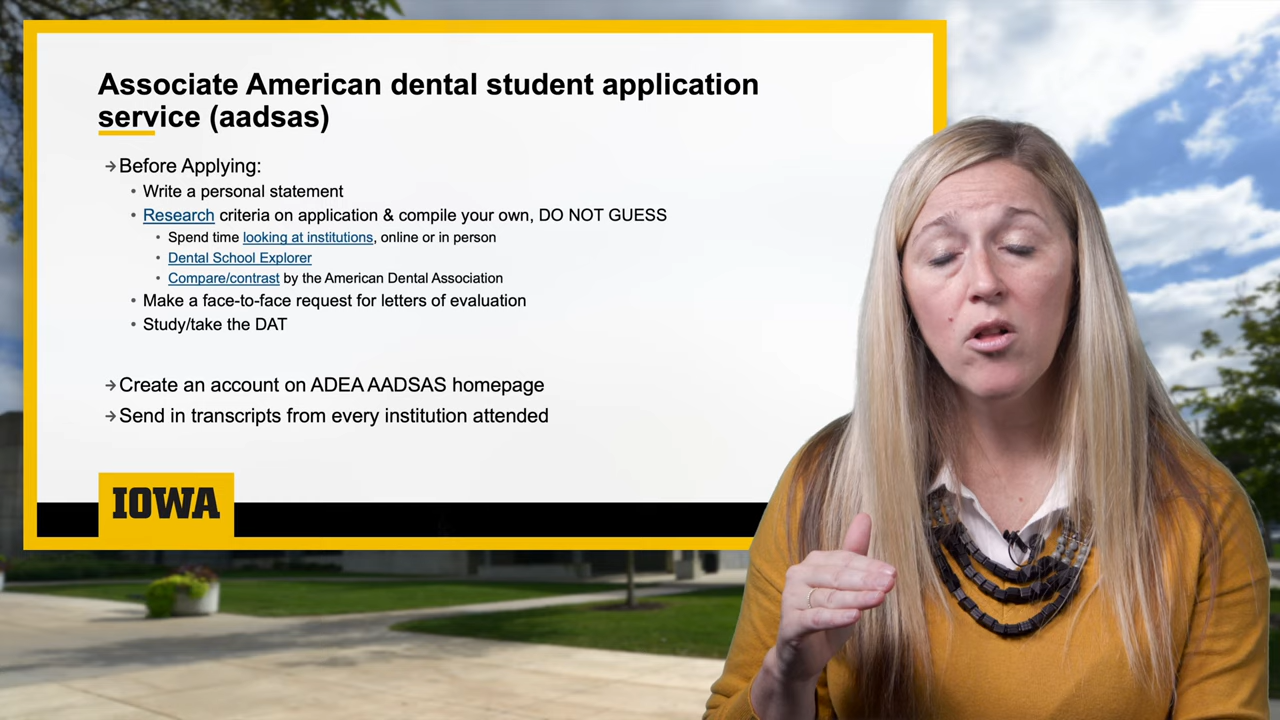 Associate American dental student application
service (aadsas)
→Before Applying:
• Write a personal statement
• Research criteria on application & compile your own, DO NOT GUESS
• Spend time looking at institutions, online or in person
• Dental School Explorer
• Compare/contrast by the American Dental Association
• Make a face-to-face request for letters of evaluation
• Study/take the DAT
→Create an account on ADEA AADSAS homepage
→Send in transcripts from every institution attended
IOWA